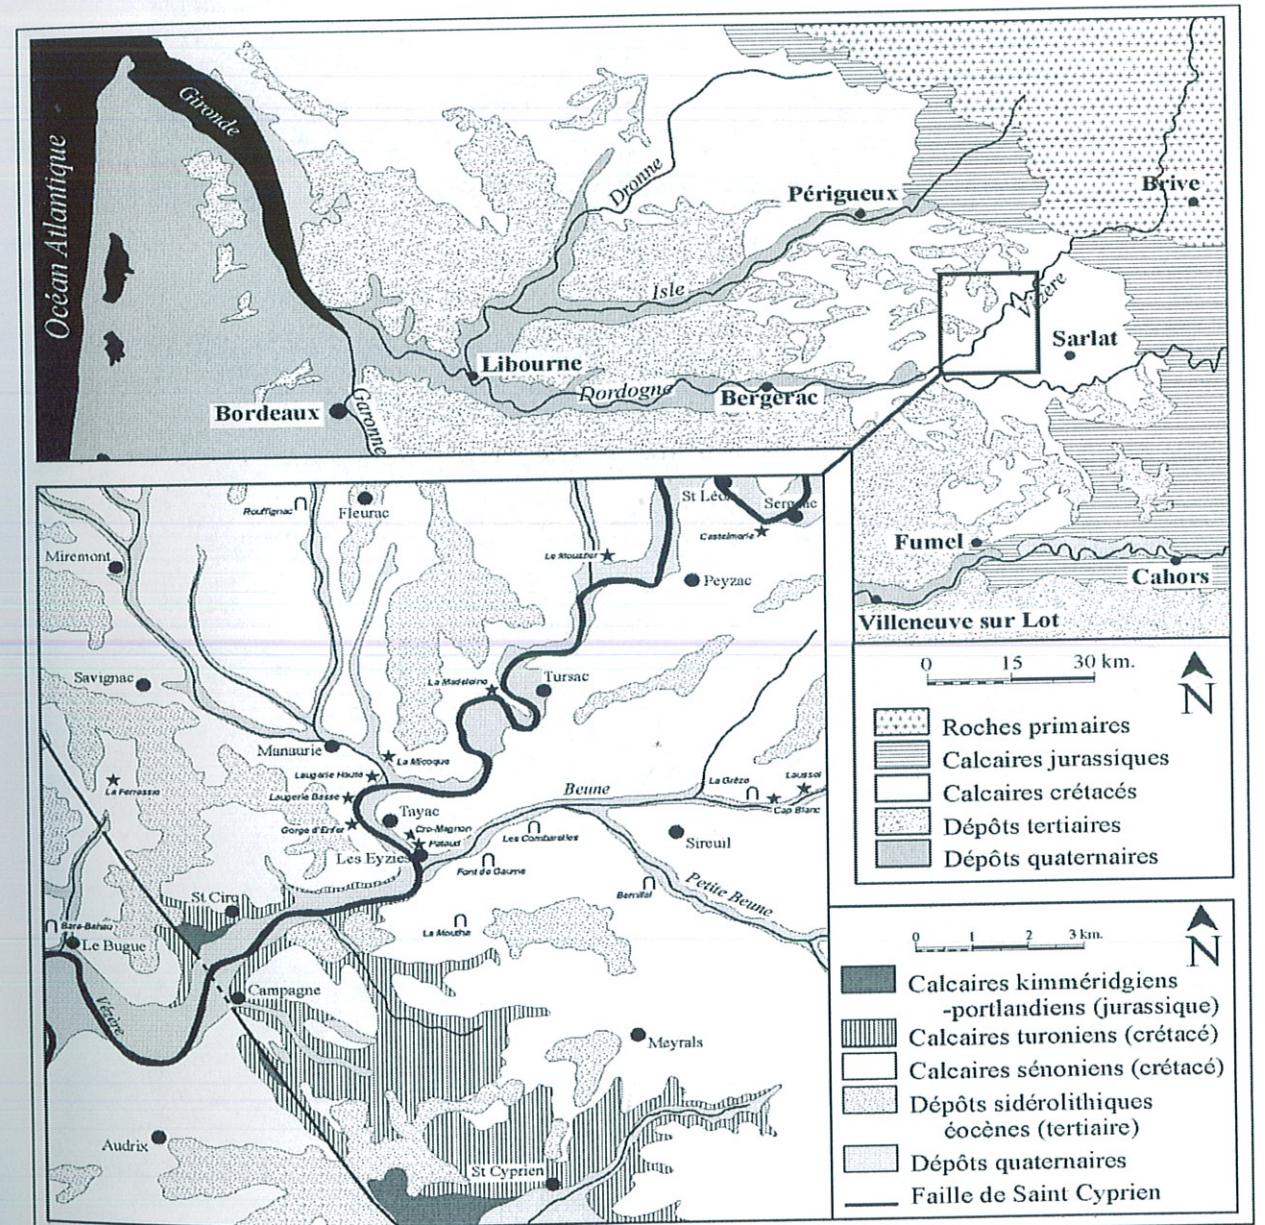 Océan Atlantique
Gironde
Dronne
Périgueux
Brive
Isle
Vézère
Sarlat
Libourne
Dordogne
Bergerac
Bordeaux
Garonne
Fumel
Cahors
Villeneuve sur Lot
0 15 30 km.
N
Roches primaires
Calcaires jurassiques
Calcaires crétacés
Dépôts tertiaires
Dépôts quaternaires
Rouffignac
Fleurac
St Léon
Sergeac
Castelmerle
Miremont
Le Moustier
Peyzac
Savignac
La Madeleine
Tursac
Manaurie
La Micoque
Laugerie Haute
La Ferrassie
Laugerie Basse
Beune
La Grèze
Laussel
Cap Blanc
Tayac
Gorge d'Enfer
Cro-Magnon
Pataud
Les Combarelles
Sireuil
Les Eyzies
Font de Gaume
Bernifal
Petite Beune
St Cirq
Bara-Bahau
Le Bugue
La Mouthe
Campagne
Vézère
Meyrals
Audrix
St Cyprien
0 1 2 3 km.
N
Calcaires kimméridgiens
-portlandiens (jurassique)
Calcaires turoniens (crétacé)
Calcaires sénoniens (crétacé)
Dépôts sidérolithiques
éocènes (tertiaire)
Dépôts quaternaires
Faille de Saint Cyprien